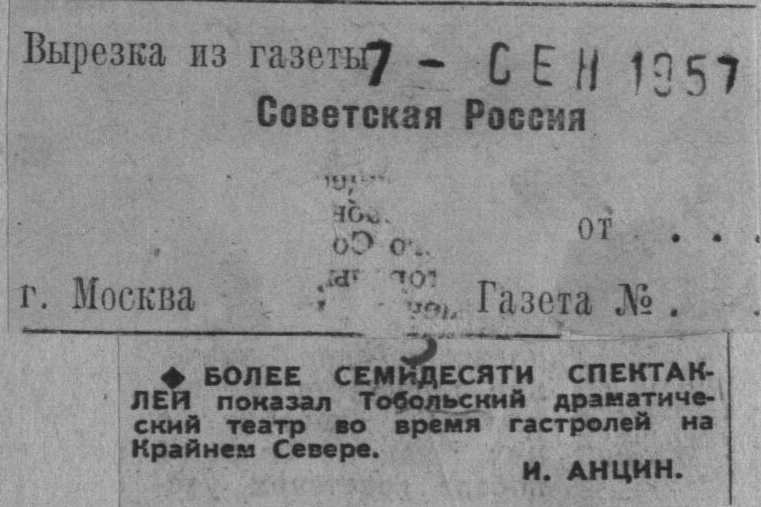 Вырезка из газеты 7 - СЕН 1957
Советская Россия
от . . .
г. Москва Газета № . .
◆ БОЛЕЕ СЕМИДЕСЯТИ СПЕКТАК-
ЛЕЙ показал Тобольский драматиче-
ский театр во время гастролей на
Крайнем Севере.
И. АНЦИН.